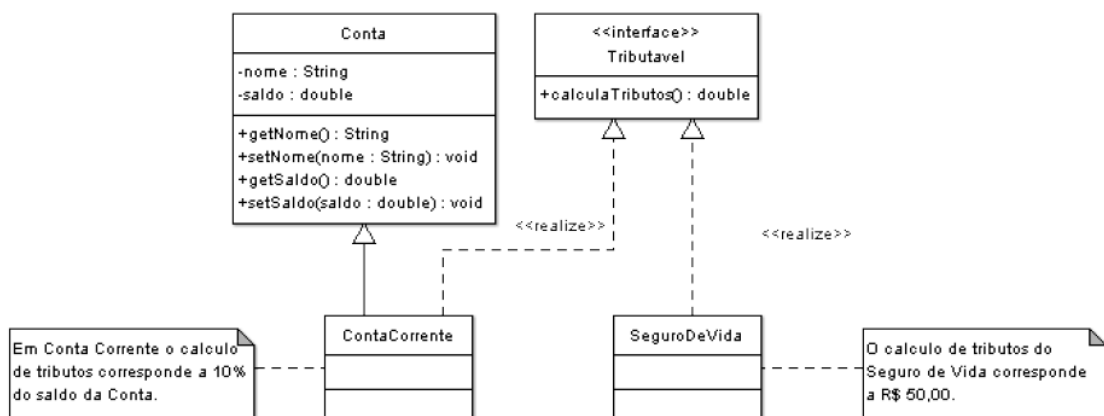 Conta
-nome : String
-saldo : double
+getNome() : String
+setNome(nome : String) : void
+getSaldo() : double
+setSaldo(saldo : double) : void
<<interface>>
Tributavel
+calculaTributos() : double
<<realize>>
<<realize>>
Em Conta Corrente o calculo
de tributos corresponde a 10%
do saldo da Conta.
ContaCorrente
SeguroDeVida
O calculo de tributos do
Seguro de Vida corresponde
a R$ 50,00.